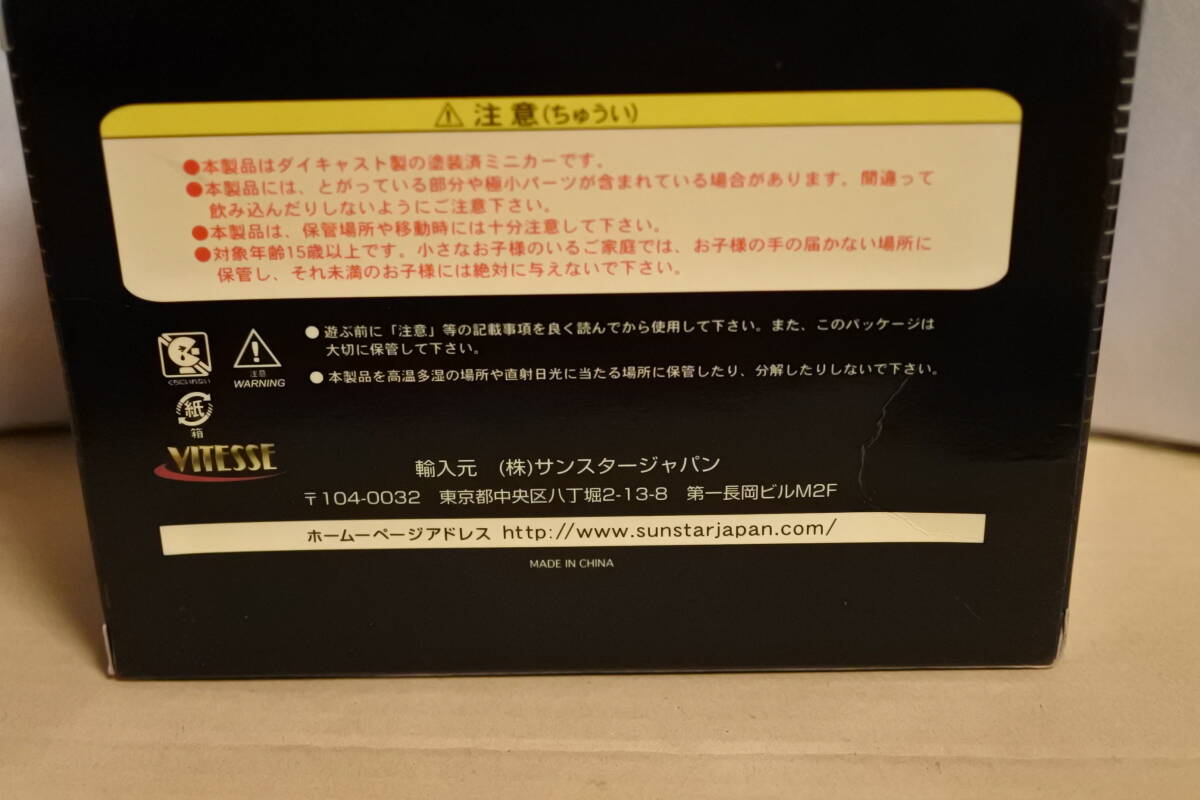 ⚠ 注意(ちゅうい)
●本製品はダイキャスト製の塗装済ミニカーです。
●本製品には、とがっている部分や極小パーツが含まれている場合があります。間違って
飲み込んだりしないようにご注意下さい。
●本製品は、保管場所や移動時には十分注意して下さい。
●対象年齢15歳以上です。小さなお子様のいるご家庭では、お子様の手の届かない場所に
保管し、それ未満のお子様には絶対に与えないで下さい。
●遊ぶ前に「注意」等の記載事項を良く読んでから使用して下さい。また、このパッケージは
大切に保管して下さい。
●本製品を高温多湿の場所や直射日光に当たる場所に保管したり、分解したりしないで下さい。
くちにいれない
注意
WARNING
紙
箱
VITESSE
輸入元 (株)サンスタージャパン
〒104-0032 東京都中央区八丁堀2-13-8 第一長岡ビルM2F
ホームーページアドレス http://www.sunstarjapan.com/
MADE IN CHINA